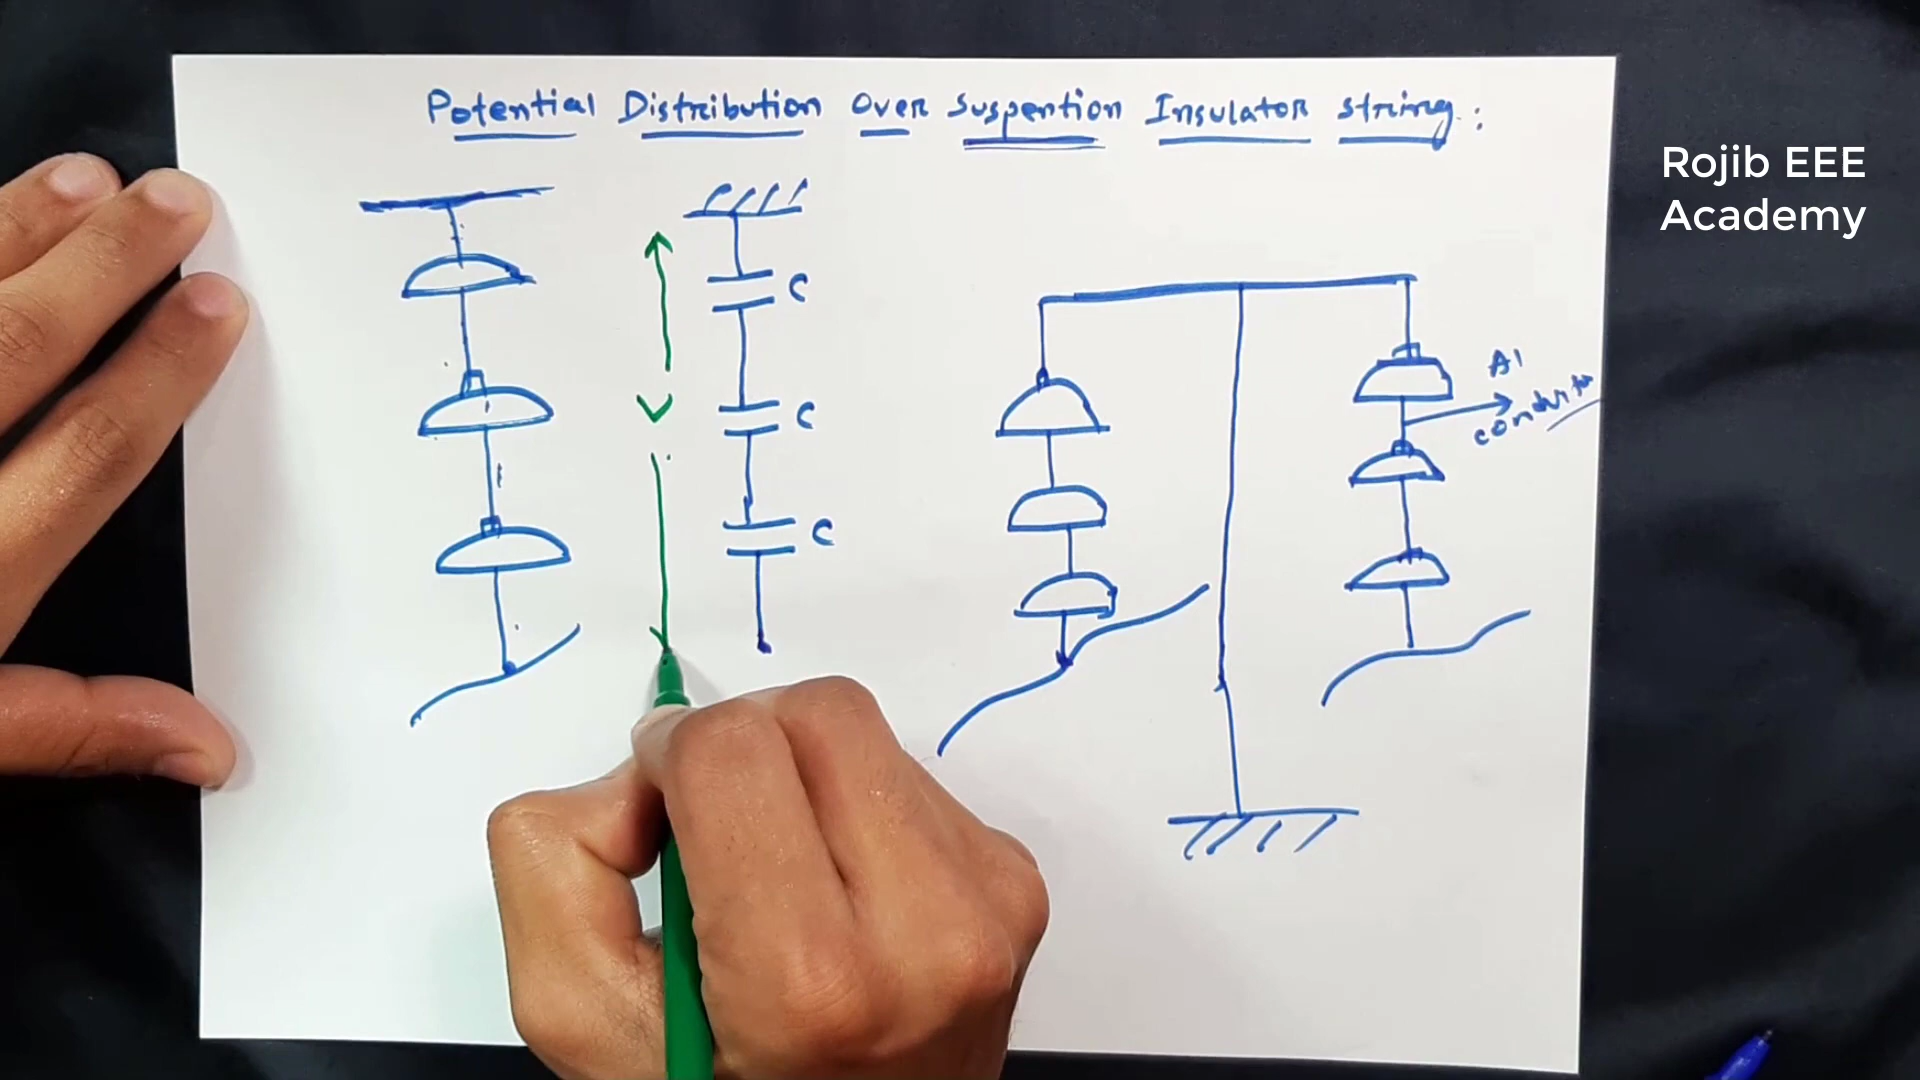 Potential Distribution Over Suspention Insulator string :
Rojib EEE
Academy
C
C
C
V
Al
conductor